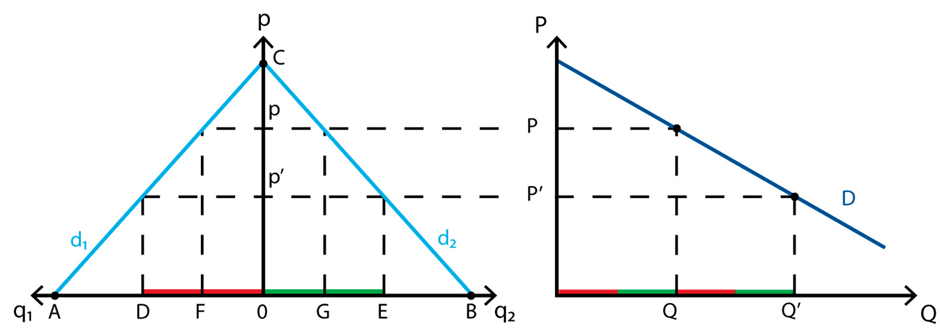 p
C
p
p′
d₁
d₂
q₁ A D F 0 G E B q₂
P
P
P′
D
Q Q′ Q